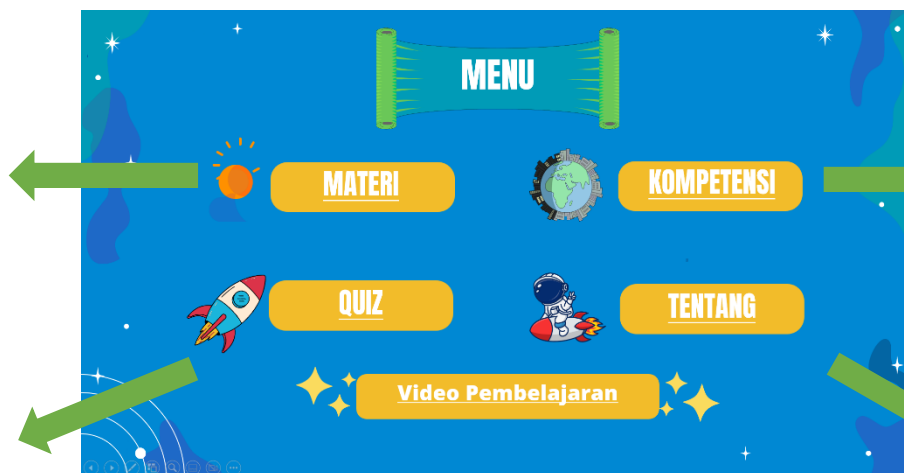 MENU
MATERI
KOMPETENSI
QUIZ
TENTANG
Video Pembelajaran